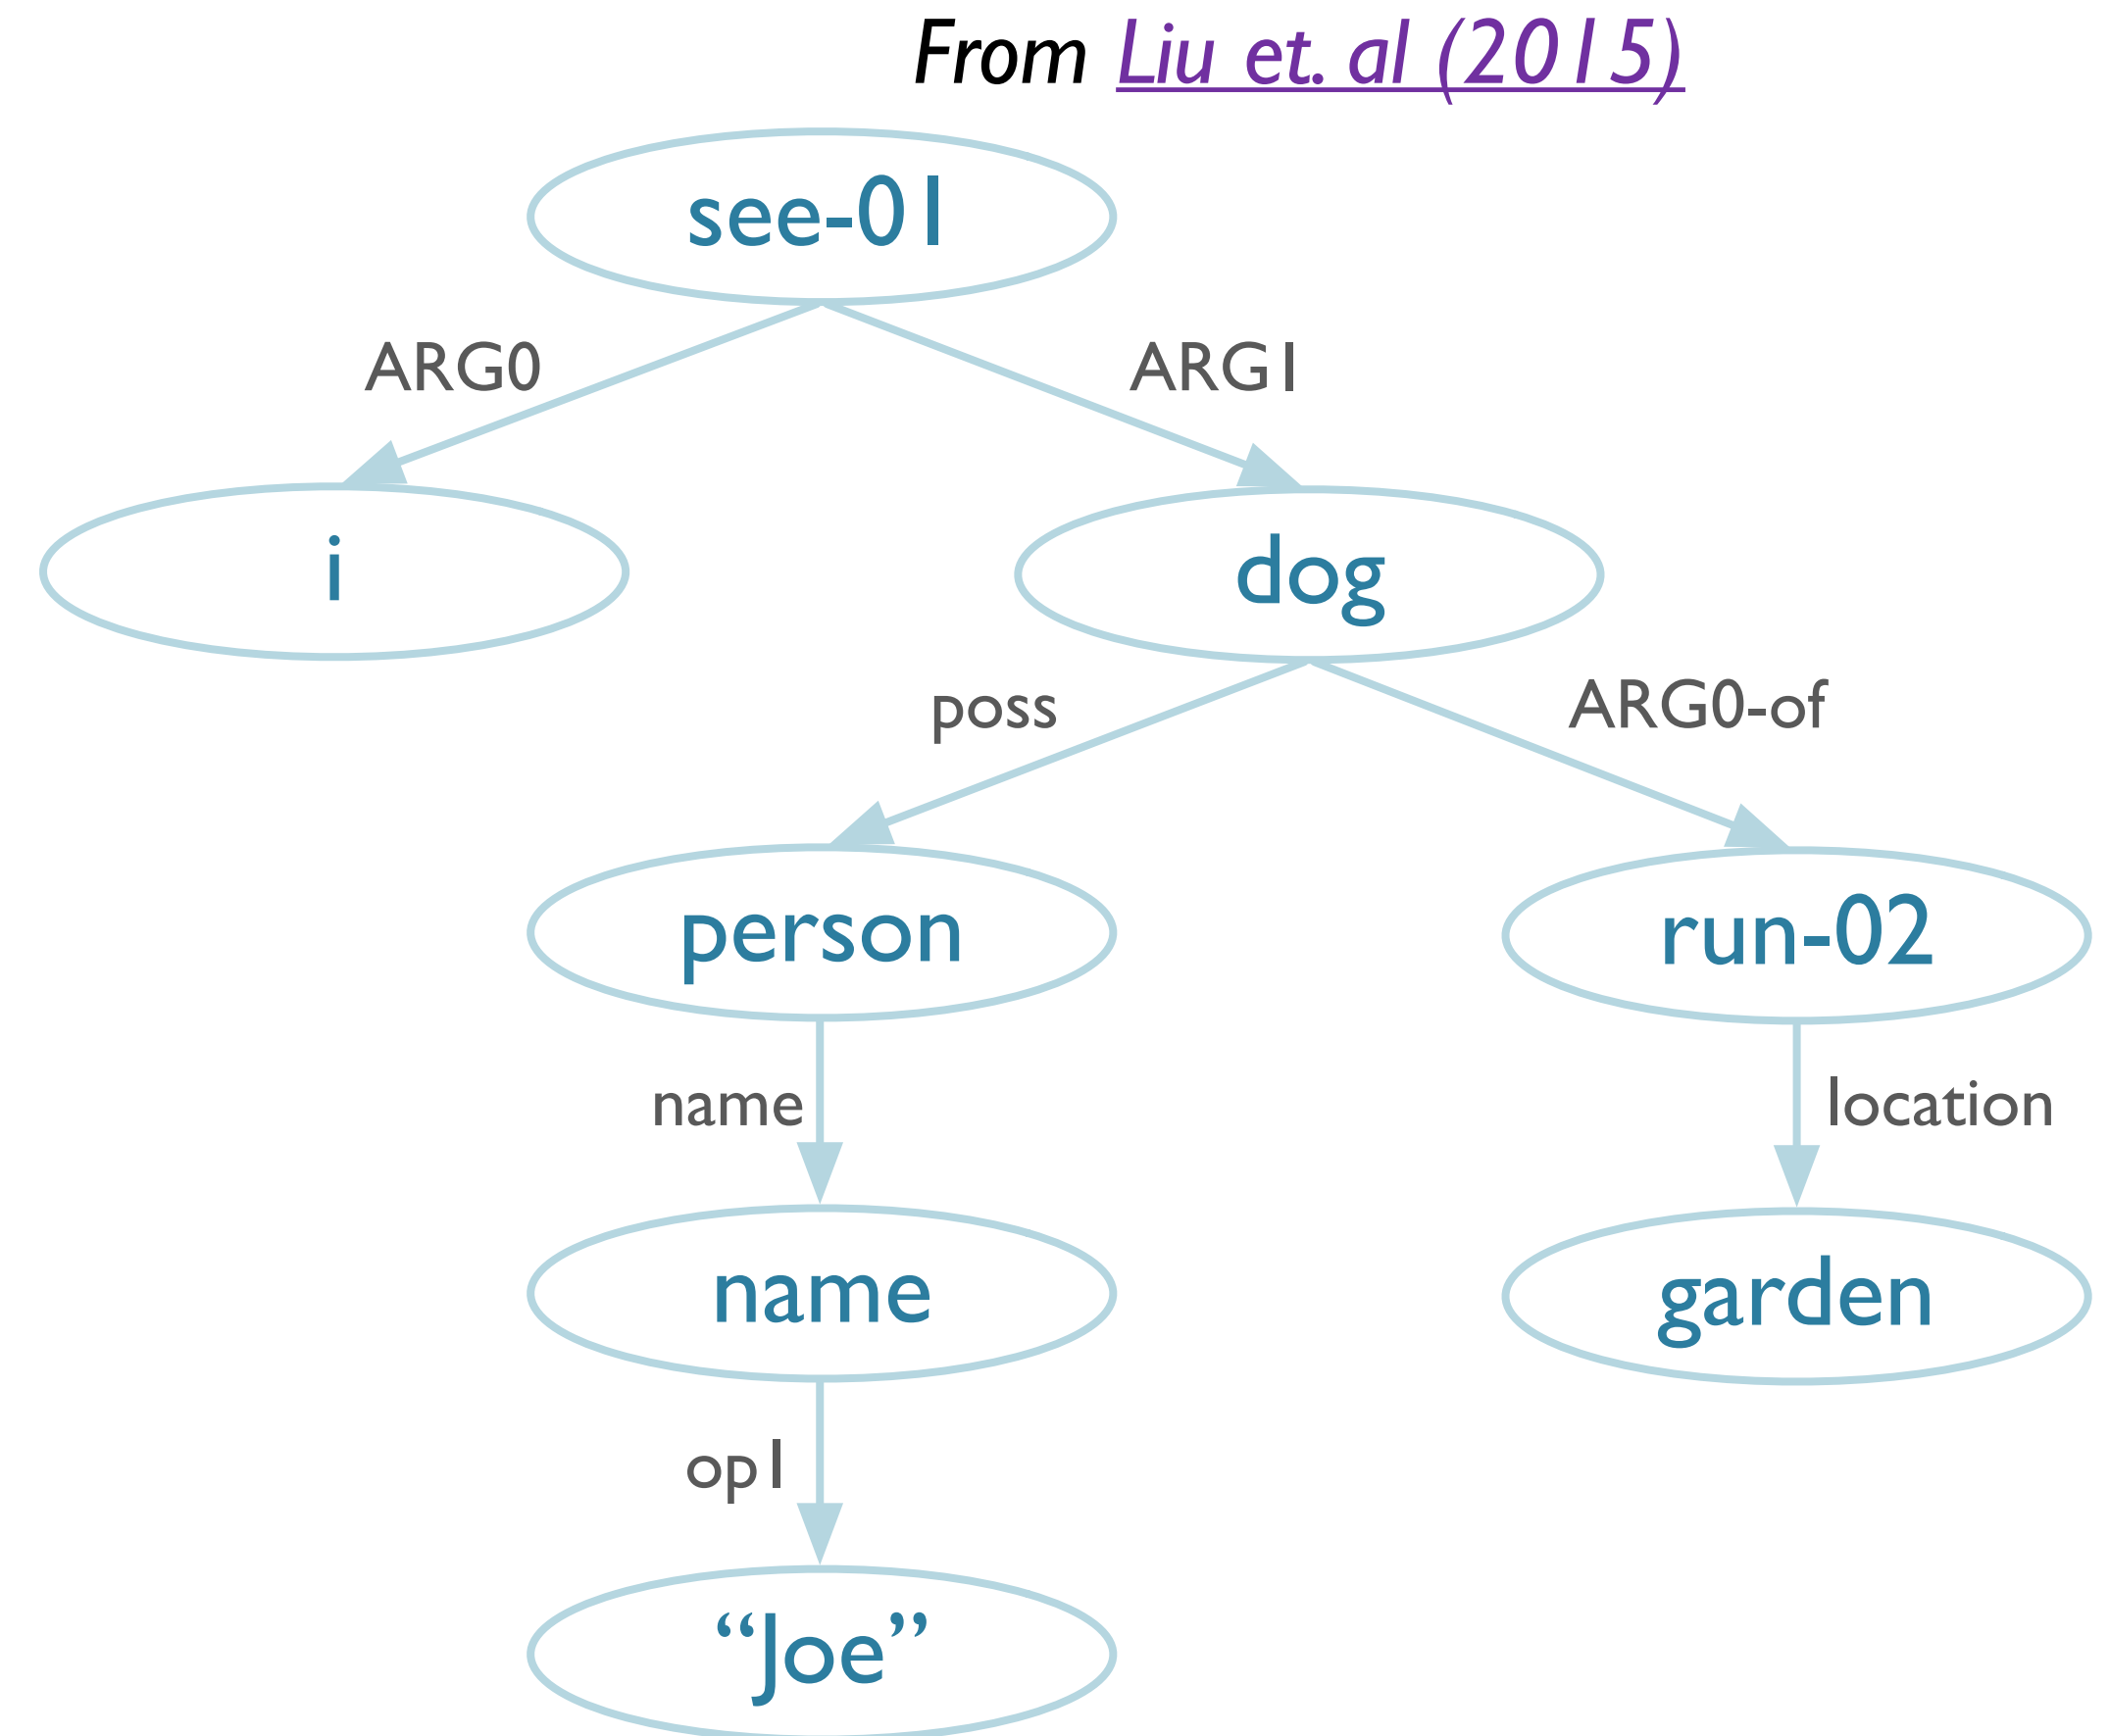 From Liu et. al (2015)
see-01
ARG0 ARG1
i dog
poss ARG0-of
person run-02
name location
name garden
op1
“Joe”